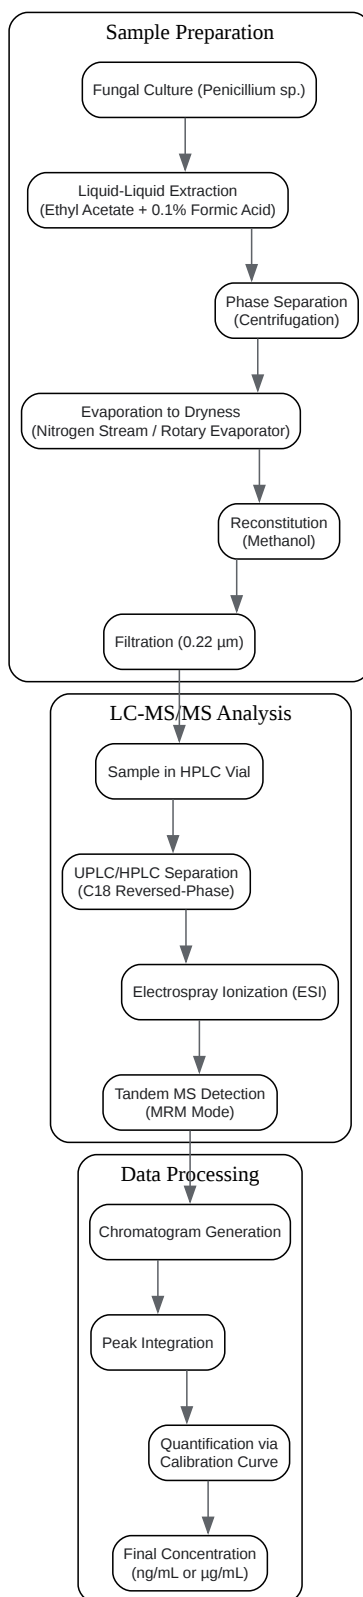 Sample Preparation
Fungal Culture (Penicillium sp.)
Liquid-Liquid Extraction
(Ethyl Acetate + 0.1% Formic Acid)
Phase Separation
(Centrifugation)
Evaporation to Dryness
(Nitrogen Stream / Rotary Evaporator)
Reconstitution
(Methanol)
Filtration (0.22 µm)
LC-MS/MS Analysis
Sample in HPLC Vial
UPLC/HPLC Separation
(C18 Reversed-Phase)
Electrospray Ionization (ESI)
Tandem MS Detection
(MRM Mode)
Data Processing
Chromatogram Generation
Peak Integration
Quantification via
Calibration Curve
Final Concentration
(ng/mL or µg/mL)